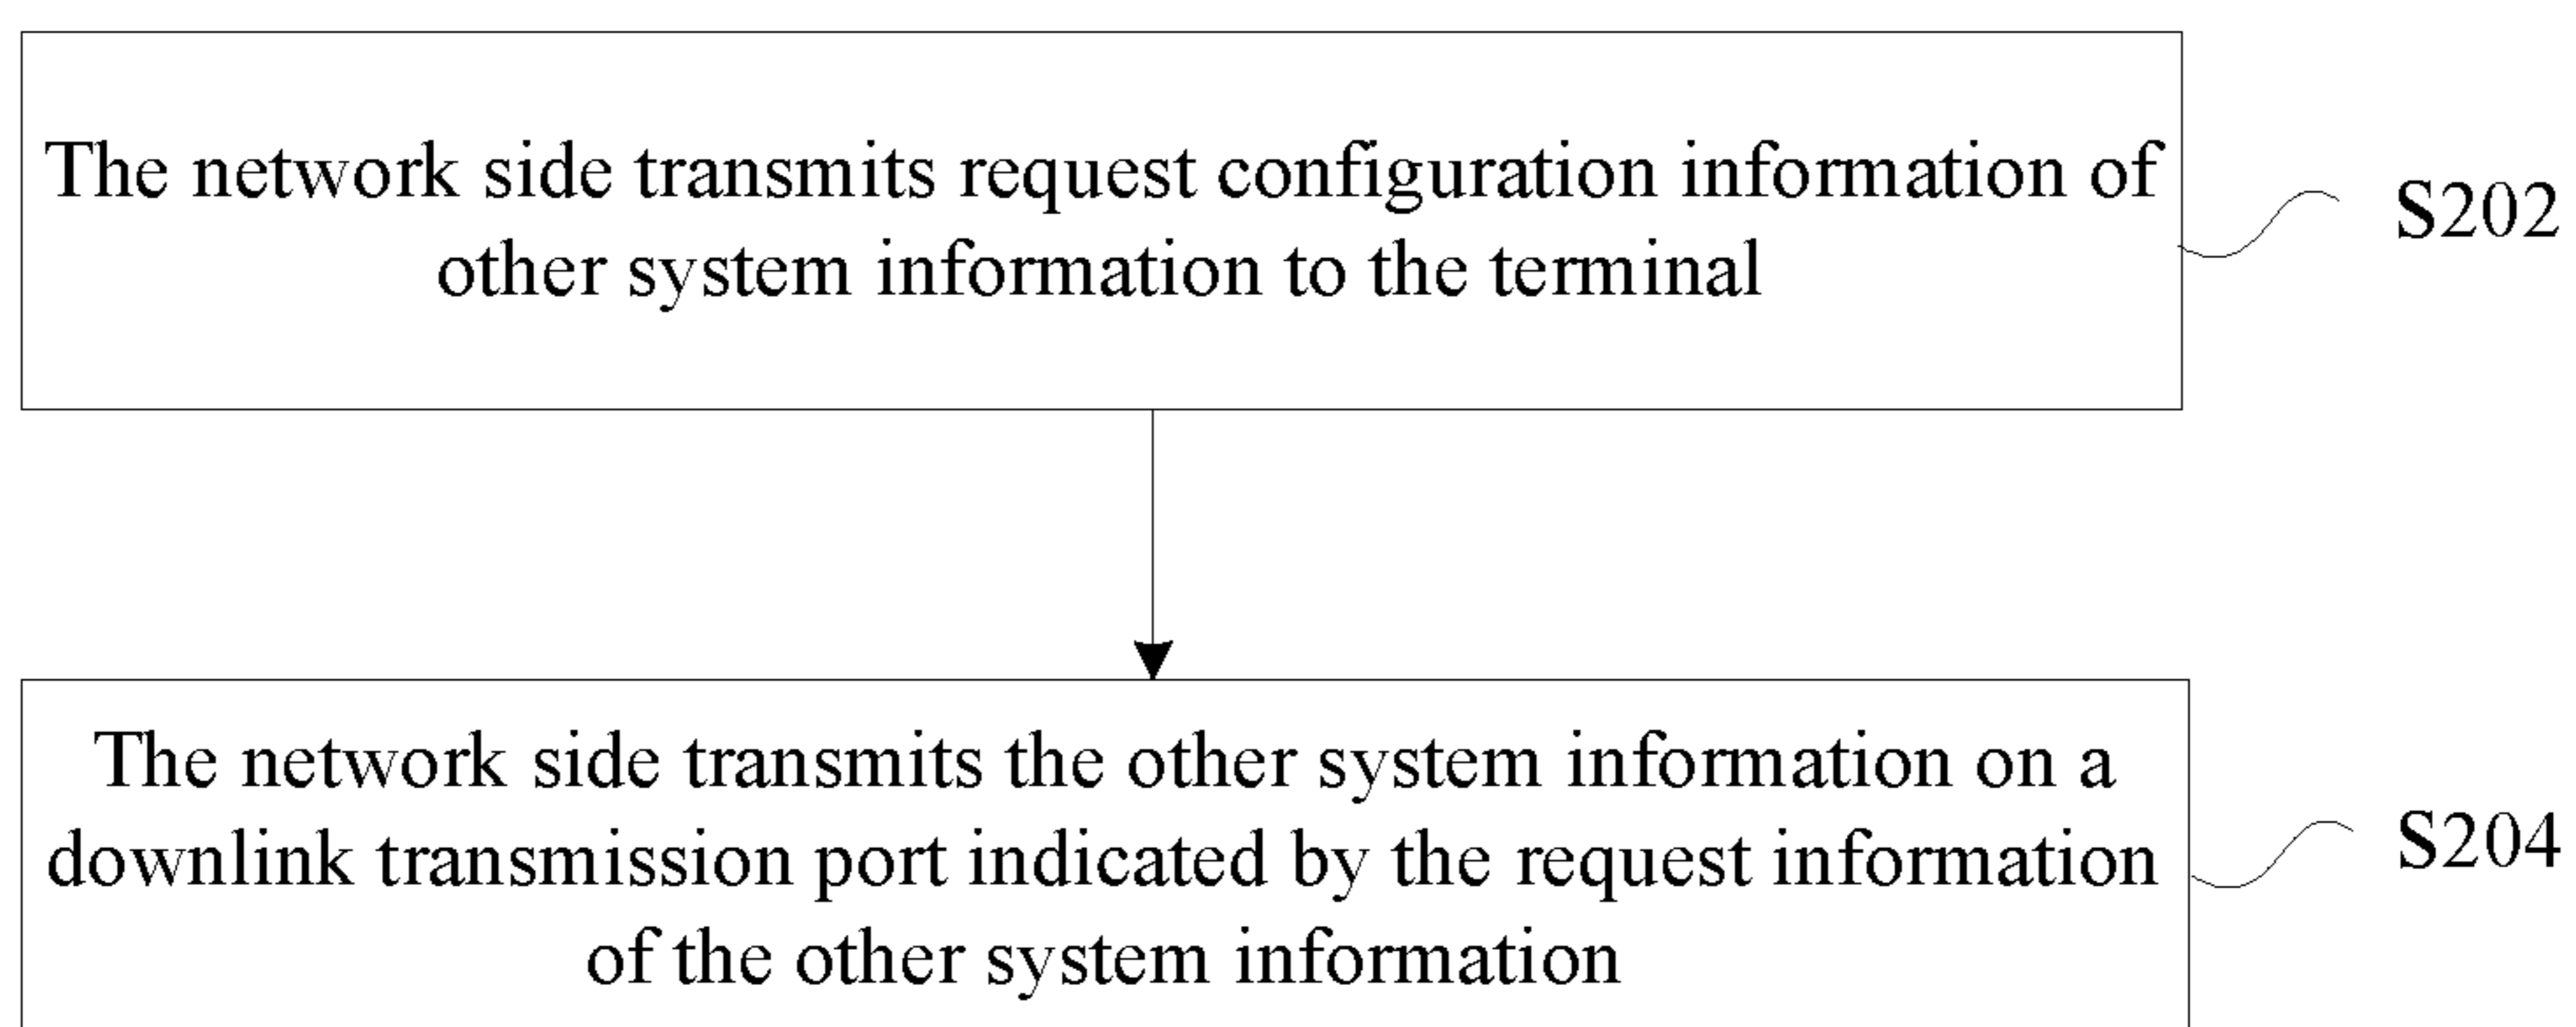 The network side transmits request configuration information of
other system information to the terminal
S202
The network side transmits the other system information on a
downlink transmission port indicated by the request information
of the other system information
S204